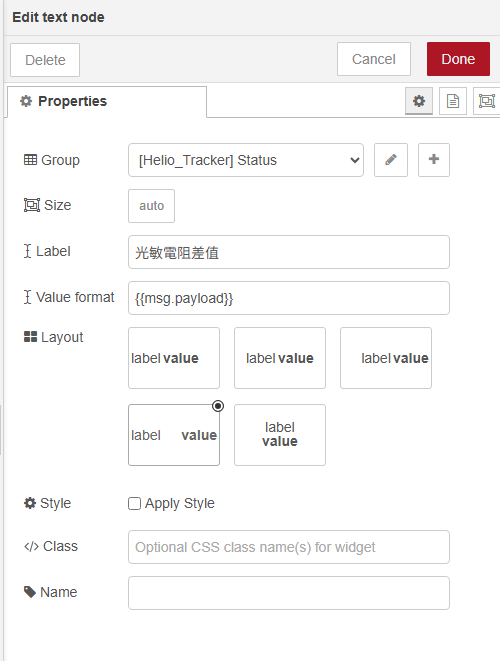 Edit text node
Delete
Cancel
Done
Properties
Group
[Helio_Tracker] Status
Size
auto
Label
光敏電阻差值
Value format
{{msg.payload}}
Layout
label value
label value
label value
label value
label
value
Style
Apply Style
</> Class
Optional CSS class name(s) for widget
Name